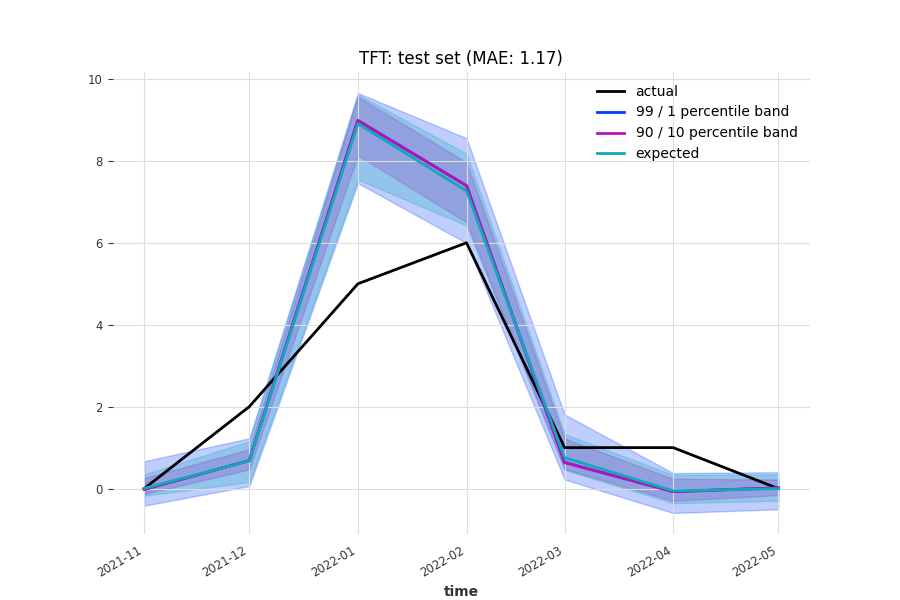 TFT: test set (MAE: 1.17)
actual
99 / 1 percentile band
90 / 10 percentile band
expected
10
8
6
4
2
0
2021-11
2021-12
2022-01
2022-02
2022-03
2022-04
2022-05
time